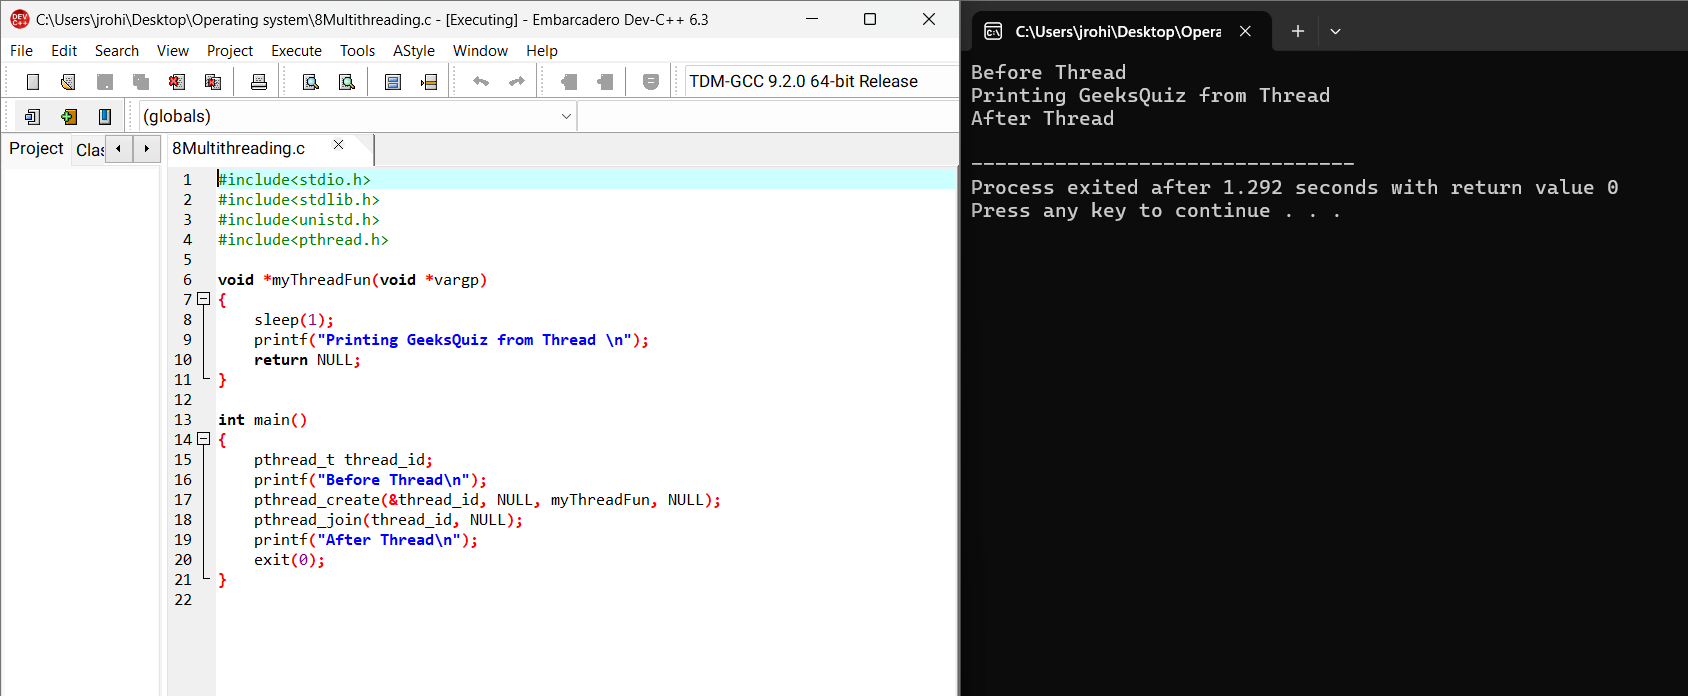 C:\Users\jrohi\Desktop\Operating system\8Multithreading.c - [Executing] - Embarcadero Dev-C++ 6.3
File Edit Search View Project Execute Tools AStyle Window Help
TDM-GCC 9.2.0 64-bit Release
(globals)
Project Clas
8Multithreading.c
1 #include<stdio.h>
2 #include<stdlib.h>
3 #include<unistd.h>
4 #include<pthread.h>
5
6 void *myThreadFun(void *vargp)
7 {
8     sleep(1);
9     printf("Printing GeeksQuiz from Thread \n");
10     return NULL;
11 }
12
13 int main()
14 {
15     pthread_t thread_id;
16     printf("Before Thread\n");
17     pthread_create(&thread_id, NULL, myThreadFun, NULL);
18     pthread_join(thread_id, NULL);
19     printf("After Thread\n");
20     exit(0);
21 }
22
C:\Users\jrohi\Desktop\Opera
Before Thread
Printing GeeksQuiz from Thread
After Thread
--------------------------------
Process exited after 1.292 seconds with return value 0
Press any key to continue . . .